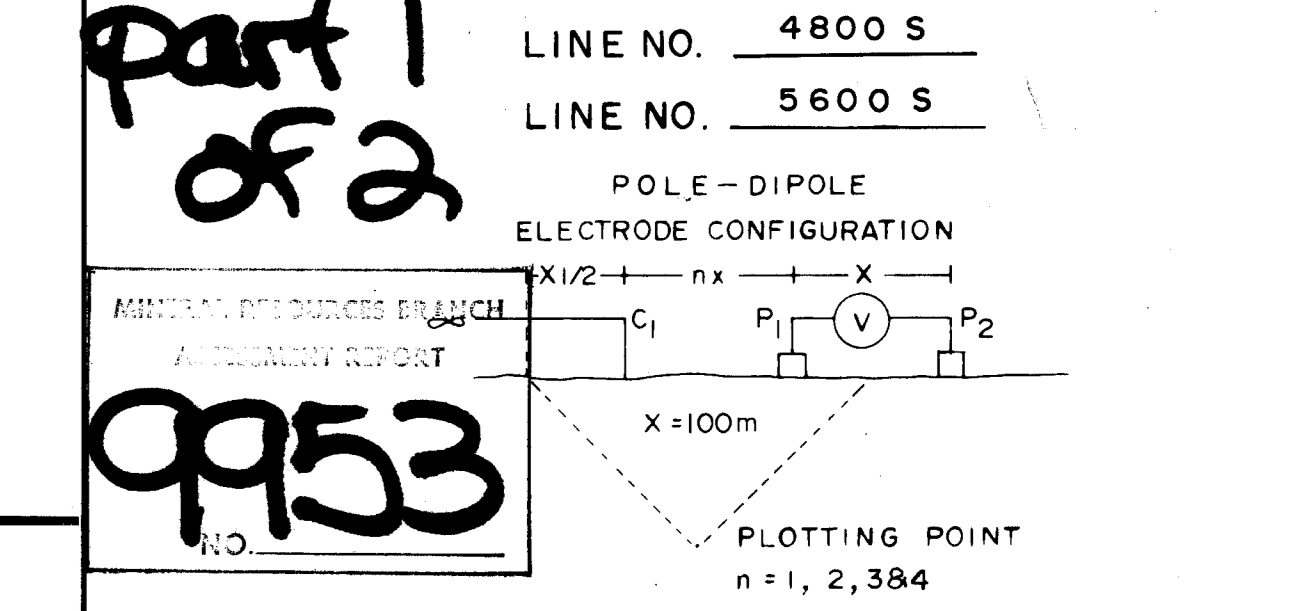 part 1
of 2
LINE NO. 4800 S
LINE NO. 5600 S
POLE-DIPOLE
ELECTRODE CONFIGURATION
X1/2 nx X
MINERAL RESOURCES BRANCH
ASSESSMENT REPORT
9953
NO.
C1 P1 V P2
X = 100m
PLOTTING POINT
n = 1, 2, 3&4